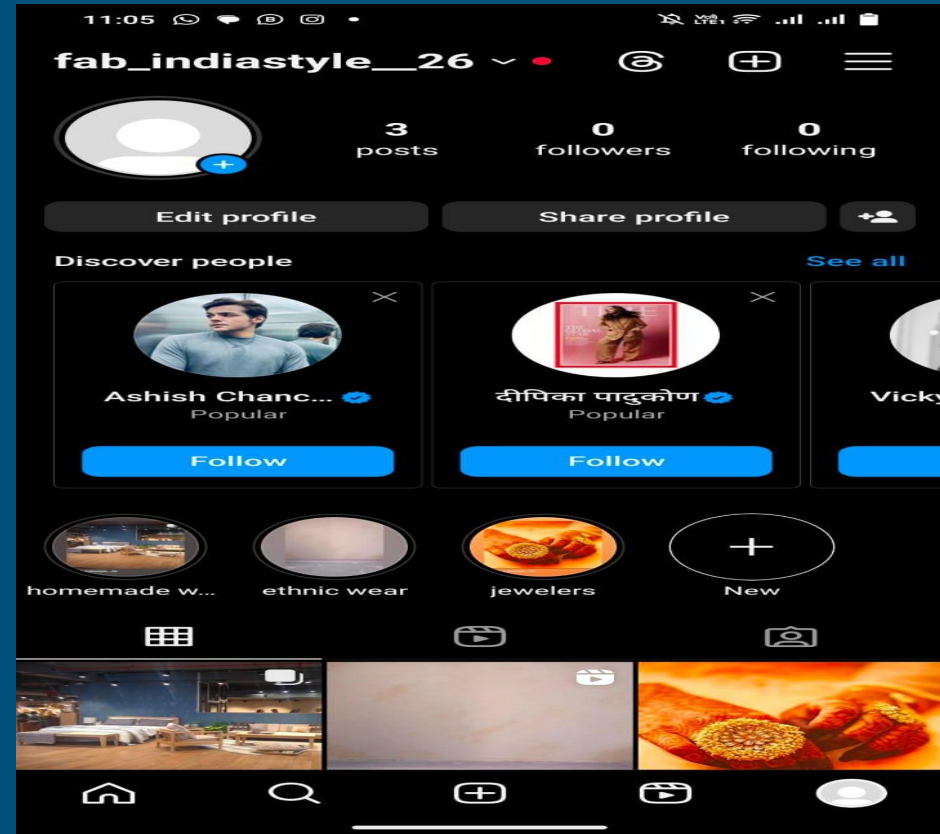 11:05
fab_indiastyle__26
3 0 0
posts followers following
Edit profile Share profile
Discover people See all
Ashish Chanc... दीपिका पादुकोण Vicky
Popular Popular
Follow Follow
homemade w... ethnic wear jewelers New